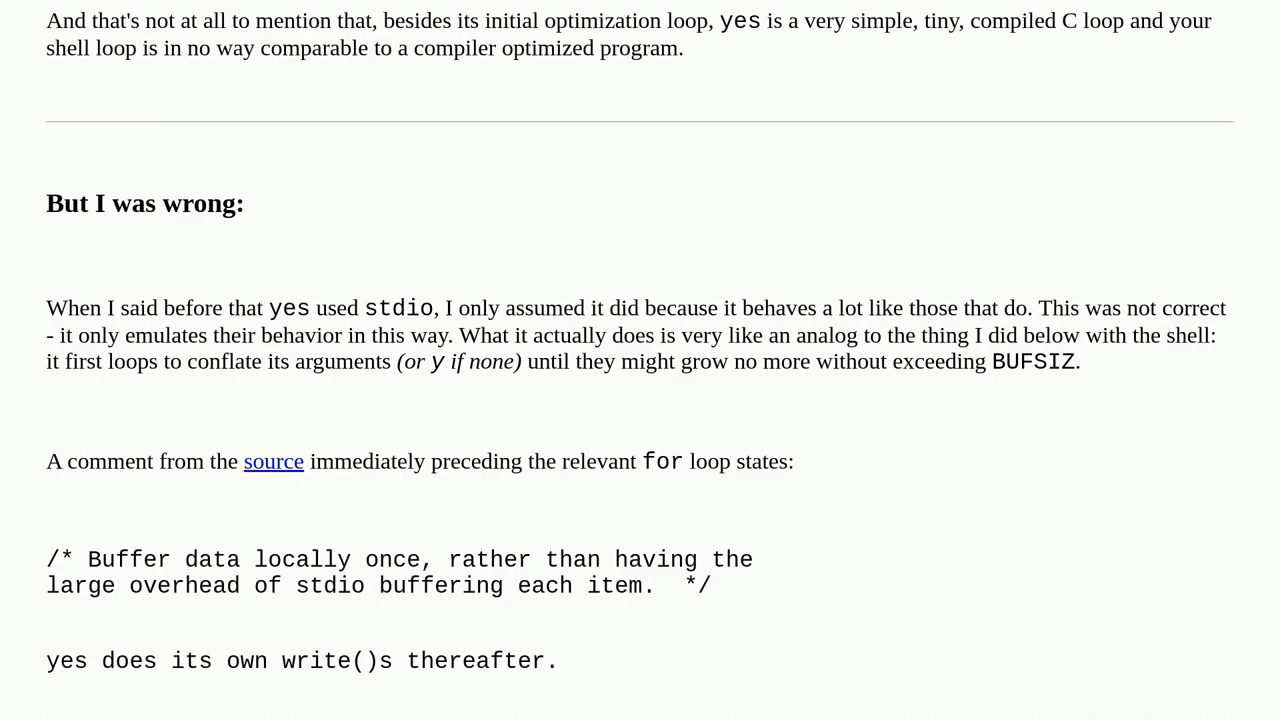 And that's not at all to mention that, besides its initial optimization loop, yes is a very simple, tiny, compiled C loop and your
shell loop is in no way comparable to a compiler optimized program.
But I was wrong:
When I said before that yes used stdio, I only assumed it did because it behaves a lot like those that do. This was not correct
- it only emulates their behavior in this way. What it actually does is very like an analog to the thing I did below with the shell:
it first loops to conflate its arguments (or y if none) until they might grow no more without exceeding BUFSIZ.
A comment from the source immediately preceding the relevant for loop states:
/* Buffer data locally once, rather than having the
large overhead of stdio buffering each item.  */
yes does its own write()s thereafter.